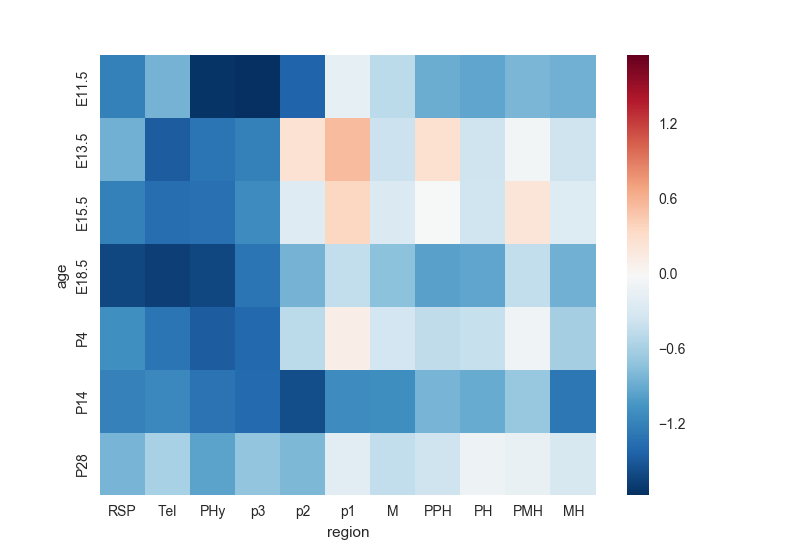 age
E11.5
E13.5
E15.5
E18.5
P4
P14
P28
RSP Tel PHy p3 p2 p1 M PPH PH PMH MH
region
1.2
0.6
0.0
−0.6
−1.2